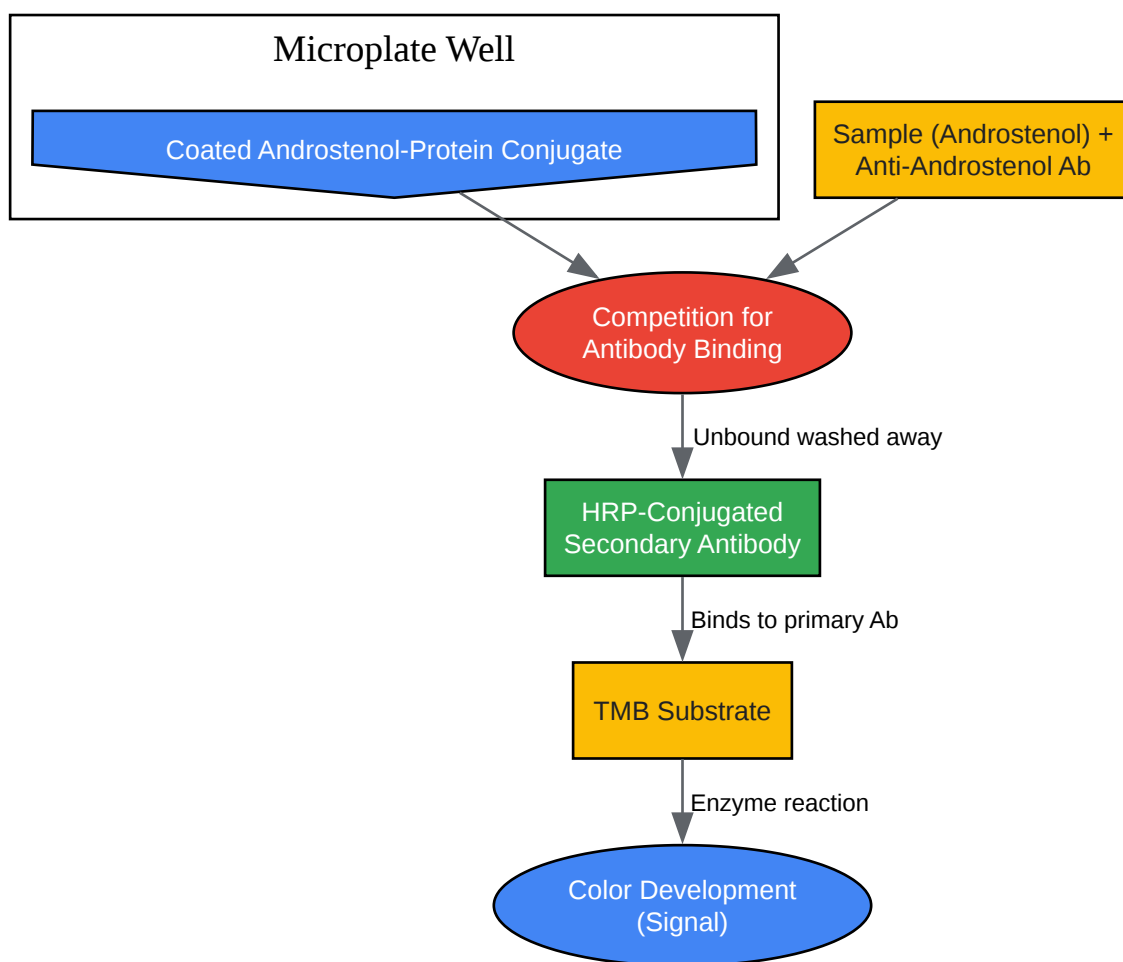 Microplate Well
Coated Androstenol-Protein Conjugate
Sample (Androstenol) +
Anti-Androstenol Ab
Competition for
Antibody Binding
Unbound washed away
HRP-Conjugated
Secondary Antibody
Binds to primary Ab
TMB Substrate
Enzyme reaction
Color Development
(Signal)